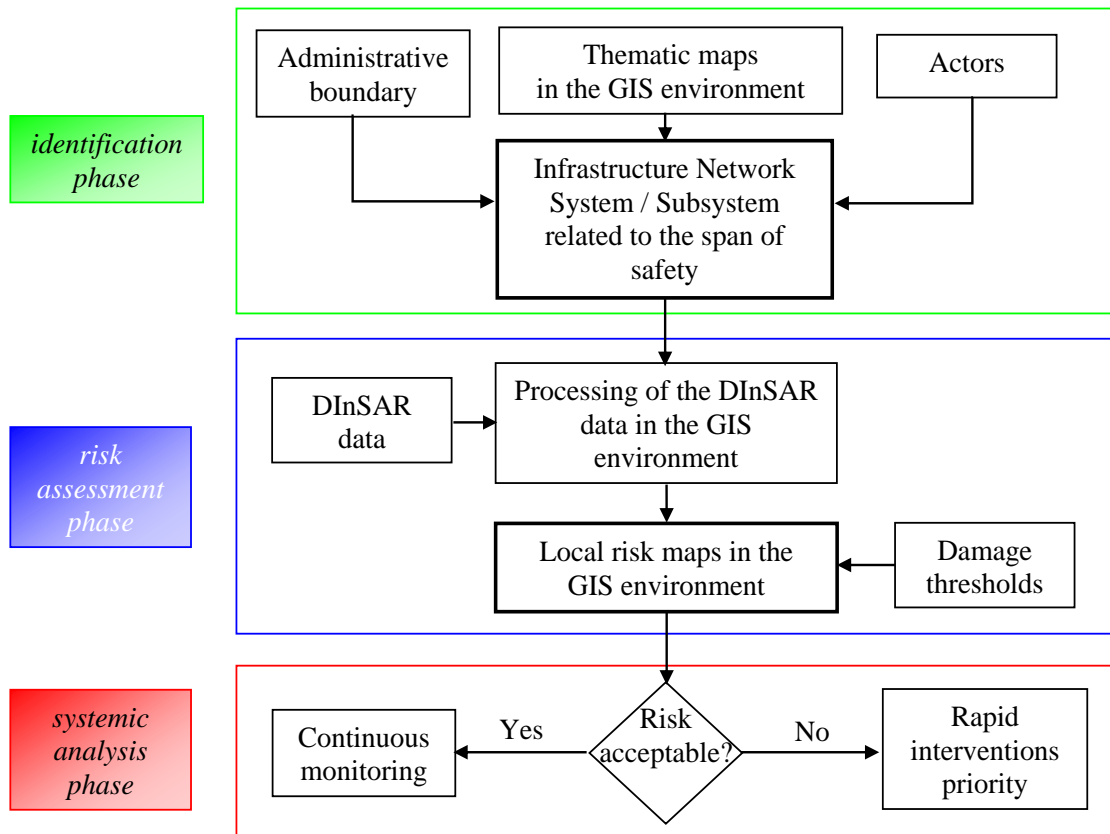 identification
phase
Administrative
boundary
Thematic maps
in the GIS environment
Actors
Infrastructure Network
System / Subsystem
related to the span of
safety
risk
assessment
phase
DInSAR
data
Processing of the DInSAR
data in the GIS
environment
Local risk maps in the
GIS environment
Damage
thresholds
systemic
analysis
phase
Continuous
monitoring
Yes
Risk
acceptable?
No
Rapid
interventions
priority